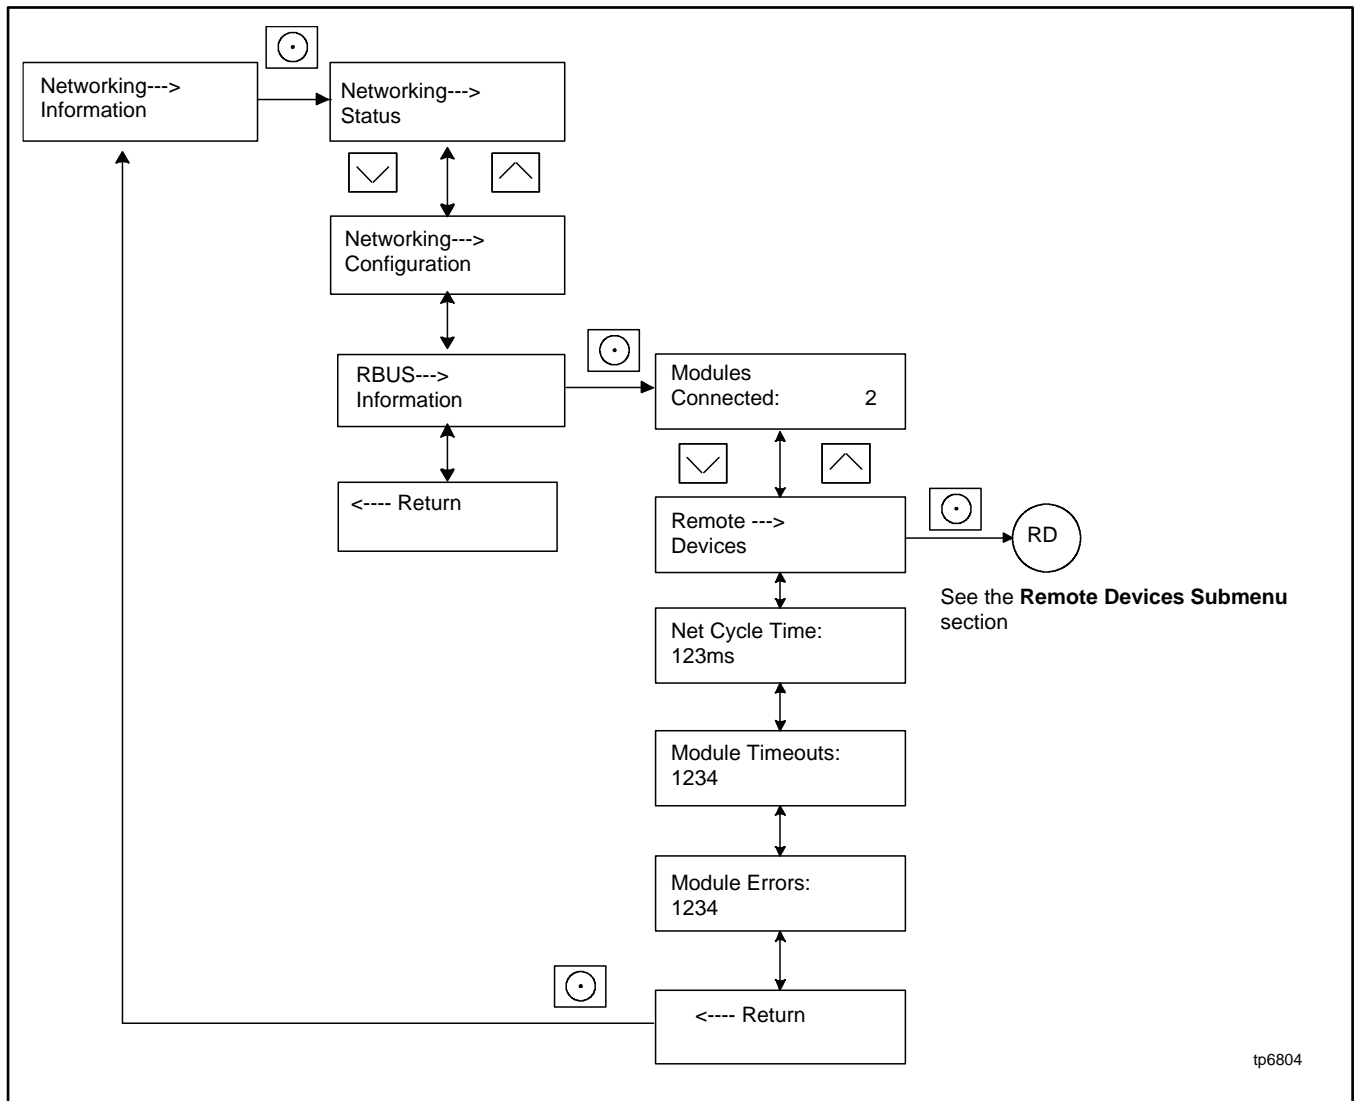 Networking--->
Information
Networking--->
Status
Networking--->
Configuration
RBUS--->
Information
<---- Return
Modules
Connected: 2
Remote --->
Devices
RD
See the Remote Devices Submenu
section
Net Cycle Time:
123ms
Module Timeouts:
1234
Module Errors:
1234
<---- Return
tp6804